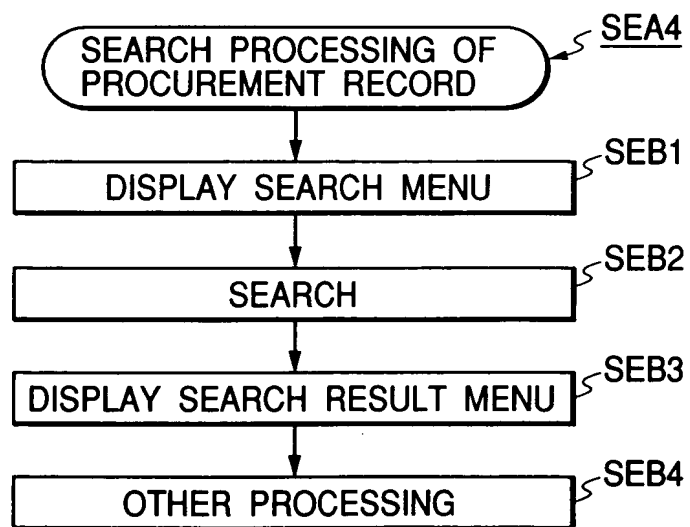 SEARCH PROCESSING OF
PROCUREMENT RECORD
SEA4
DISPLAY SEARCH MENU
SEB1
SEARCH
SEB2
DISPLAY SEARCH RESULT MENU
SEB3
OTHER PROCESSING
SEB4